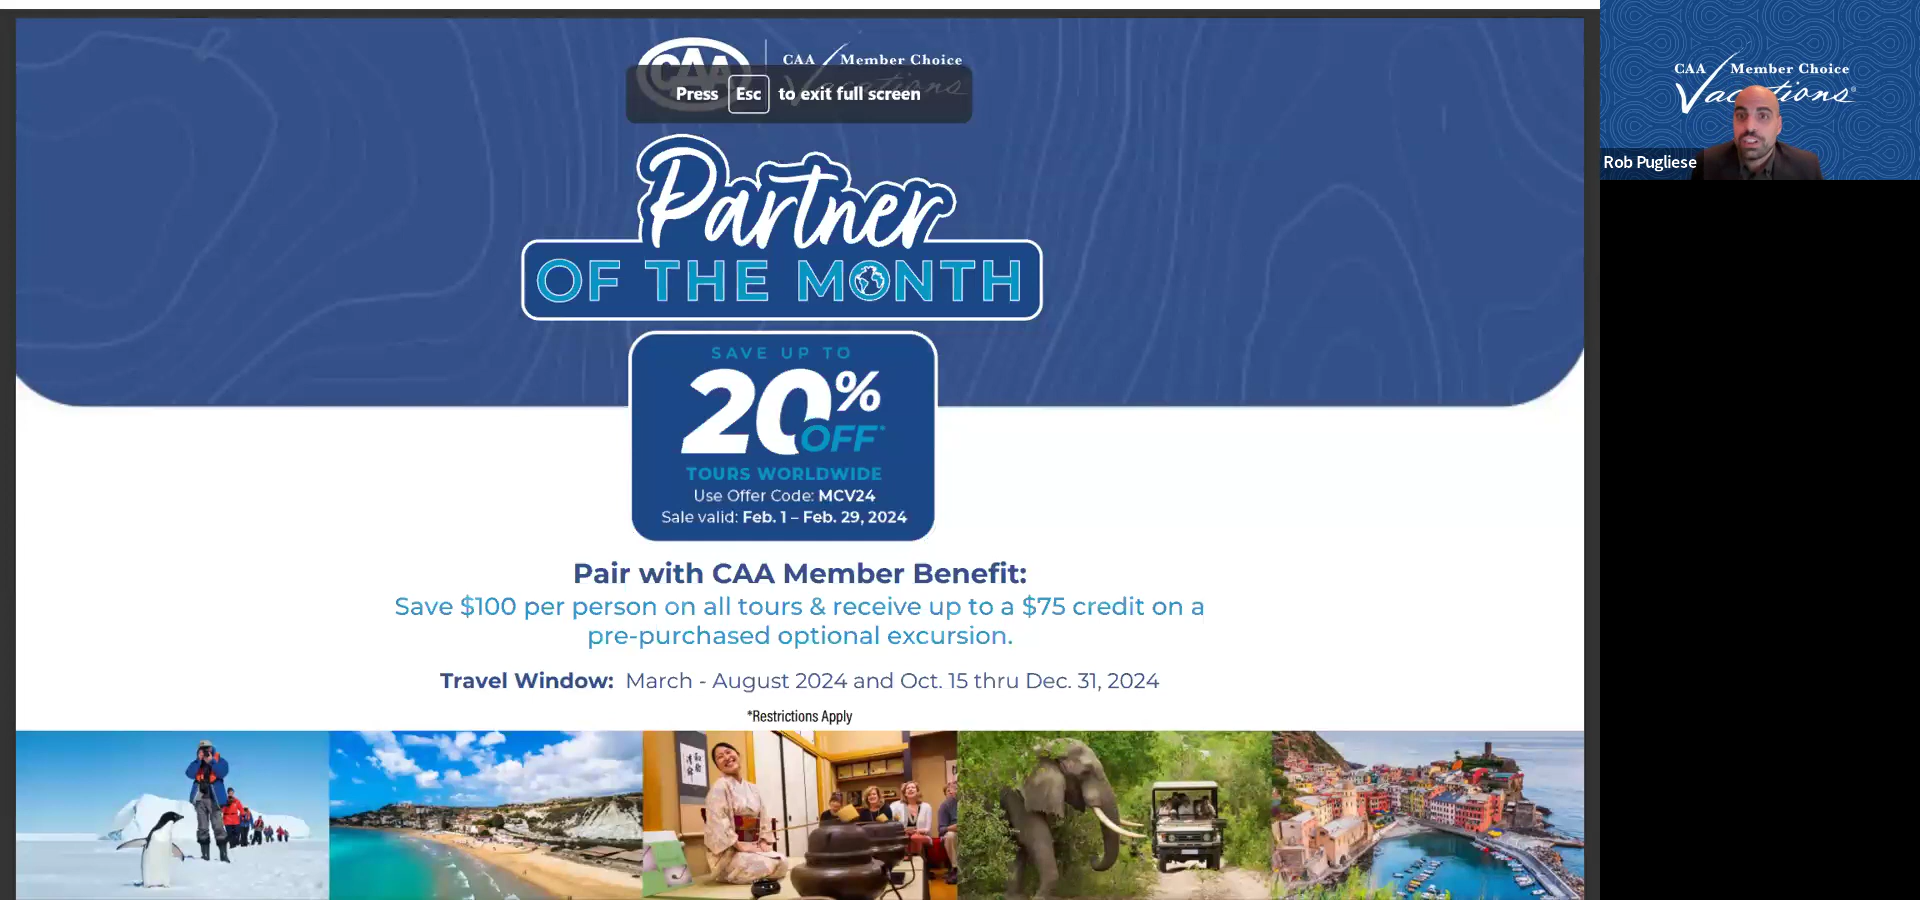 CAA
CAA Member Choice
Vacations
Press Esc to exit full screen
Partner
OF THE MONTH
SAVE UP TO
20%
OFF*
TOURS WORLDWIDE
Use Offer Code: MCV24
Sale valid: Feb. 1 – Feb. 29, 2024
Pair with CAA Member Benefit:
Save $100 per person on all tours & receive up to a $75 credit on a
pre-purchased optional excursion.
Travel Window: March - August 2024 and Oct. 15 thru Dec. 31, 2024
*Restrictions Apply
CAA Member Choice
Vacations®
Rob Pugliese